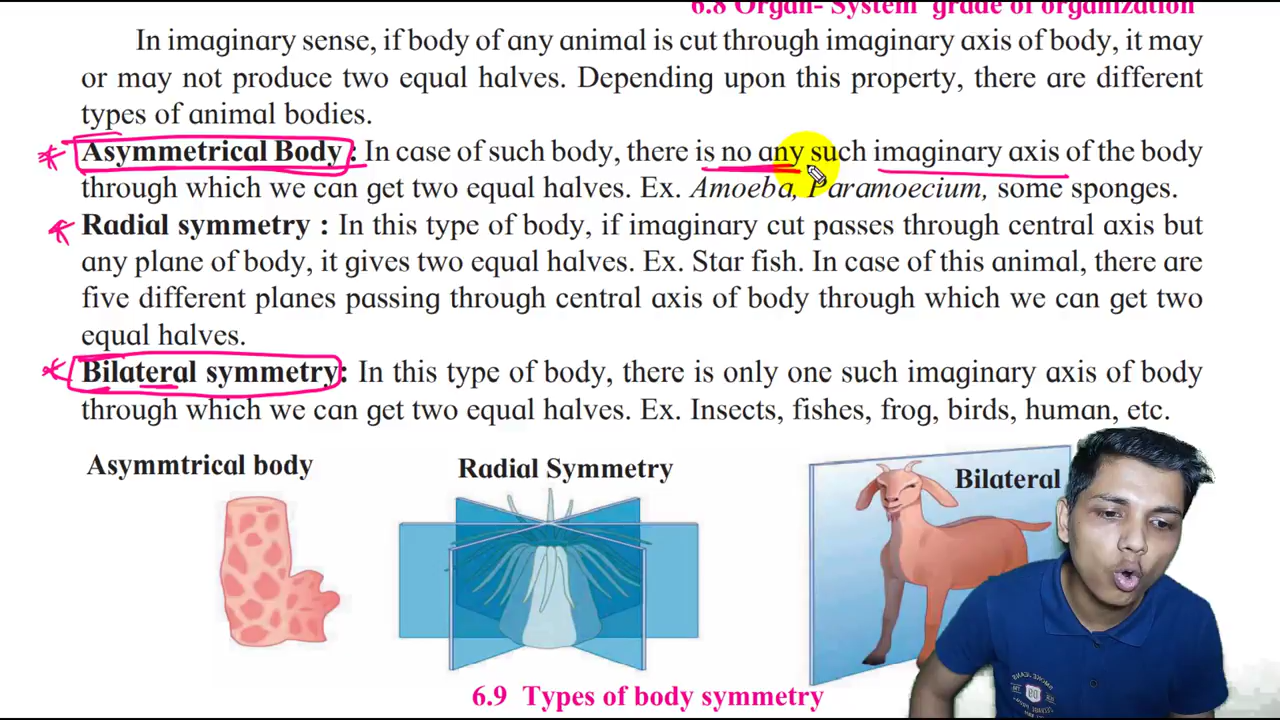 6.8 Organ- System grade of organization
In imaginary sense, if body of any animal is cut through imaginary axis of body, it may
or may not produce two equal halves. Depending upon this property, there are different
types of animal bodies.
Asymmetrical Body : In case of such body, there is no any such imaginary axis of the body
through which we can get two equal halves. Ex. Amoeba, Paramoecium, some sponges.
Radial symmetry : In this type of body, if imaginary cut passes through central axis but
any plane of body, it gives two equal halves. Ex. Star fish. In case of this animal, there are
five different planes passing through central axis of body through which we can get two
equal halves.
Bilateral symmetry: In this type of body, there is only one such imaginary axis of body
through which we can get two equal halves. Ex. Insects, fishes, frog, birds, human, etc.
Asymmtrical body
Radial Symmetry
Bilateral
6.9 Types of body symmetry